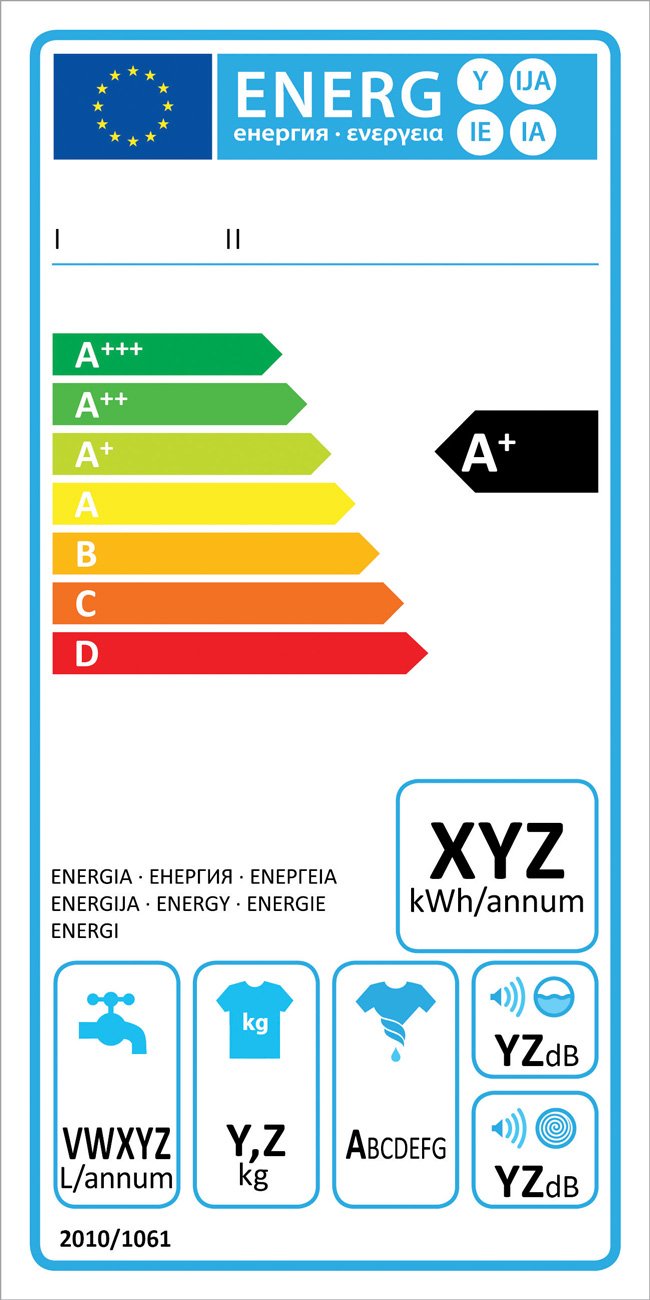 ENERG Y IJA
енергия · ενεργεια IE IA
I II
A+++
A++
A+ A+
A
B
C
D
XYZ
kWh/annum
ENERGIA · ЕНЕРГИЯ · ΕΝΕΡΓΕΙΑ
ENERGIJA · ENERGY · ENERGIE
ENERGI
VWXYZ
L/annum
kg
Y,Z
kg
ABCDEFG
YZdB
YZdB
2010/1061